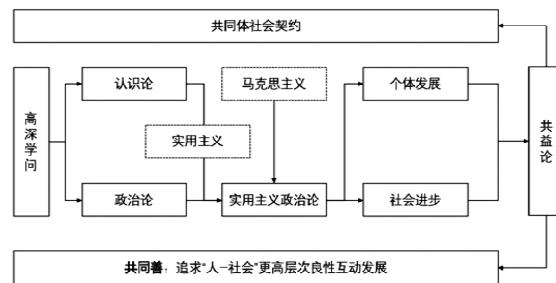 共同体社会契约
高深学问
认识论
马克思主义
个体发展
实用主义
共益论
政治论
实用主义政治论
社会进步
共同善，追求“人—社会”更高层次良性互动发展